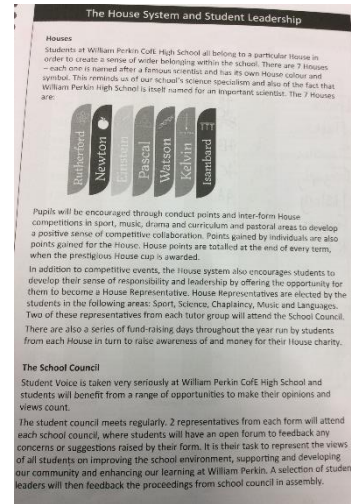 The House System and Student Leadership
Houses
Students at William Perkin CofE High School all belong to a particular House in
order to create a sense of wider belonging within the school. There are 7 Houses
– each one is named after a famous scientist and has its own House colour and
symbol. This reminds us of our school's science specialism and also of the fact that
William Perkin High School is itself named for an important scientist. The 7 Houses
are:
Rutherford
Newton
Einstein
Pascal
Watson
Kelvin
Isambard
Pupils will be encouraged through conduct points and inter-form House
competitions in sport, music, drama and curriculum and pastoral areas to develop
a positive sense of competitive collaboration. Points gained by individuals are also
points gained for the House. House points are totalled at the end of every term,
when the prestigious House cup is awarded.
In addition to competitive events, the House system also encourages students to
develop their sense of responsibility and leadership by offering the opportunity for
them to become a House Representative. House Representatives are elected by the
students in the following areas: Sport, Science, Chaplaincy, Music and Languages.
Two of these representatives from each tutor group will attend the School Council.
There are also a series of fund-raising days throughout the year run by students
from each House in turn to raise awareness of and money for their House charity.
The School Council
Student Voice is taken very seriously at William Perkin CofE High School and
students will benefit from a range of opportunities to make their opinions and
views count.
The student council meets regularly. 2 representatives from each form will attend
each school council, where students will have an open forum to feedback any
concerns or suggestions raised by their form. It is their task to represent the views
of all students on improving the school environment, supporting and developing
our community and enhancing our learning at William Perkin. A selection of studen
leaders will then feedback the proceedings from school council in assembly.